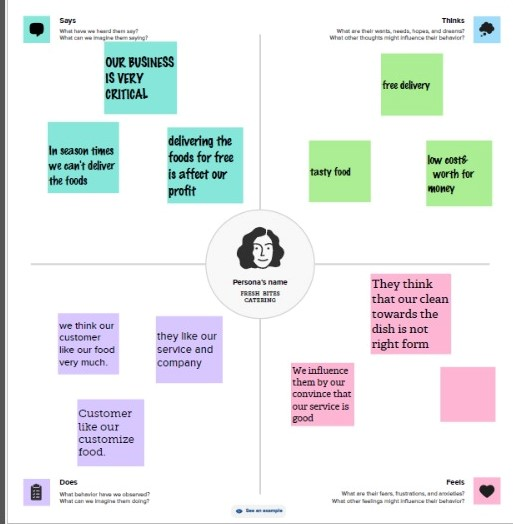 Says
What have we heard them say?
What can we imagine them saying?
Thinks
What are their wants, needs, hopes, and dreams?
What other thoughts might influence their behavior?
OUR BUSINESS
IS VERY
CRITICAL
In season times
we can't deliver
the foods
delivering the
foods for free
is affect our
profit
free delivery
tasty food
low cost&
worth for
money
Persona's name
FRESH BITES
CATERING
we think our
customer
like our food
very much.
they like our
service and
company
Customer
like our
customize
food.
They think
that our clean
towards the
dish is not
right form
We influence
them by our
convince that
our service is
good
Does
What behavior have we observed?
What can we imagine them doing?
See an example
Feels
What are their fears, frustrations, and anxieties?
What other feelings might influence their behavior?